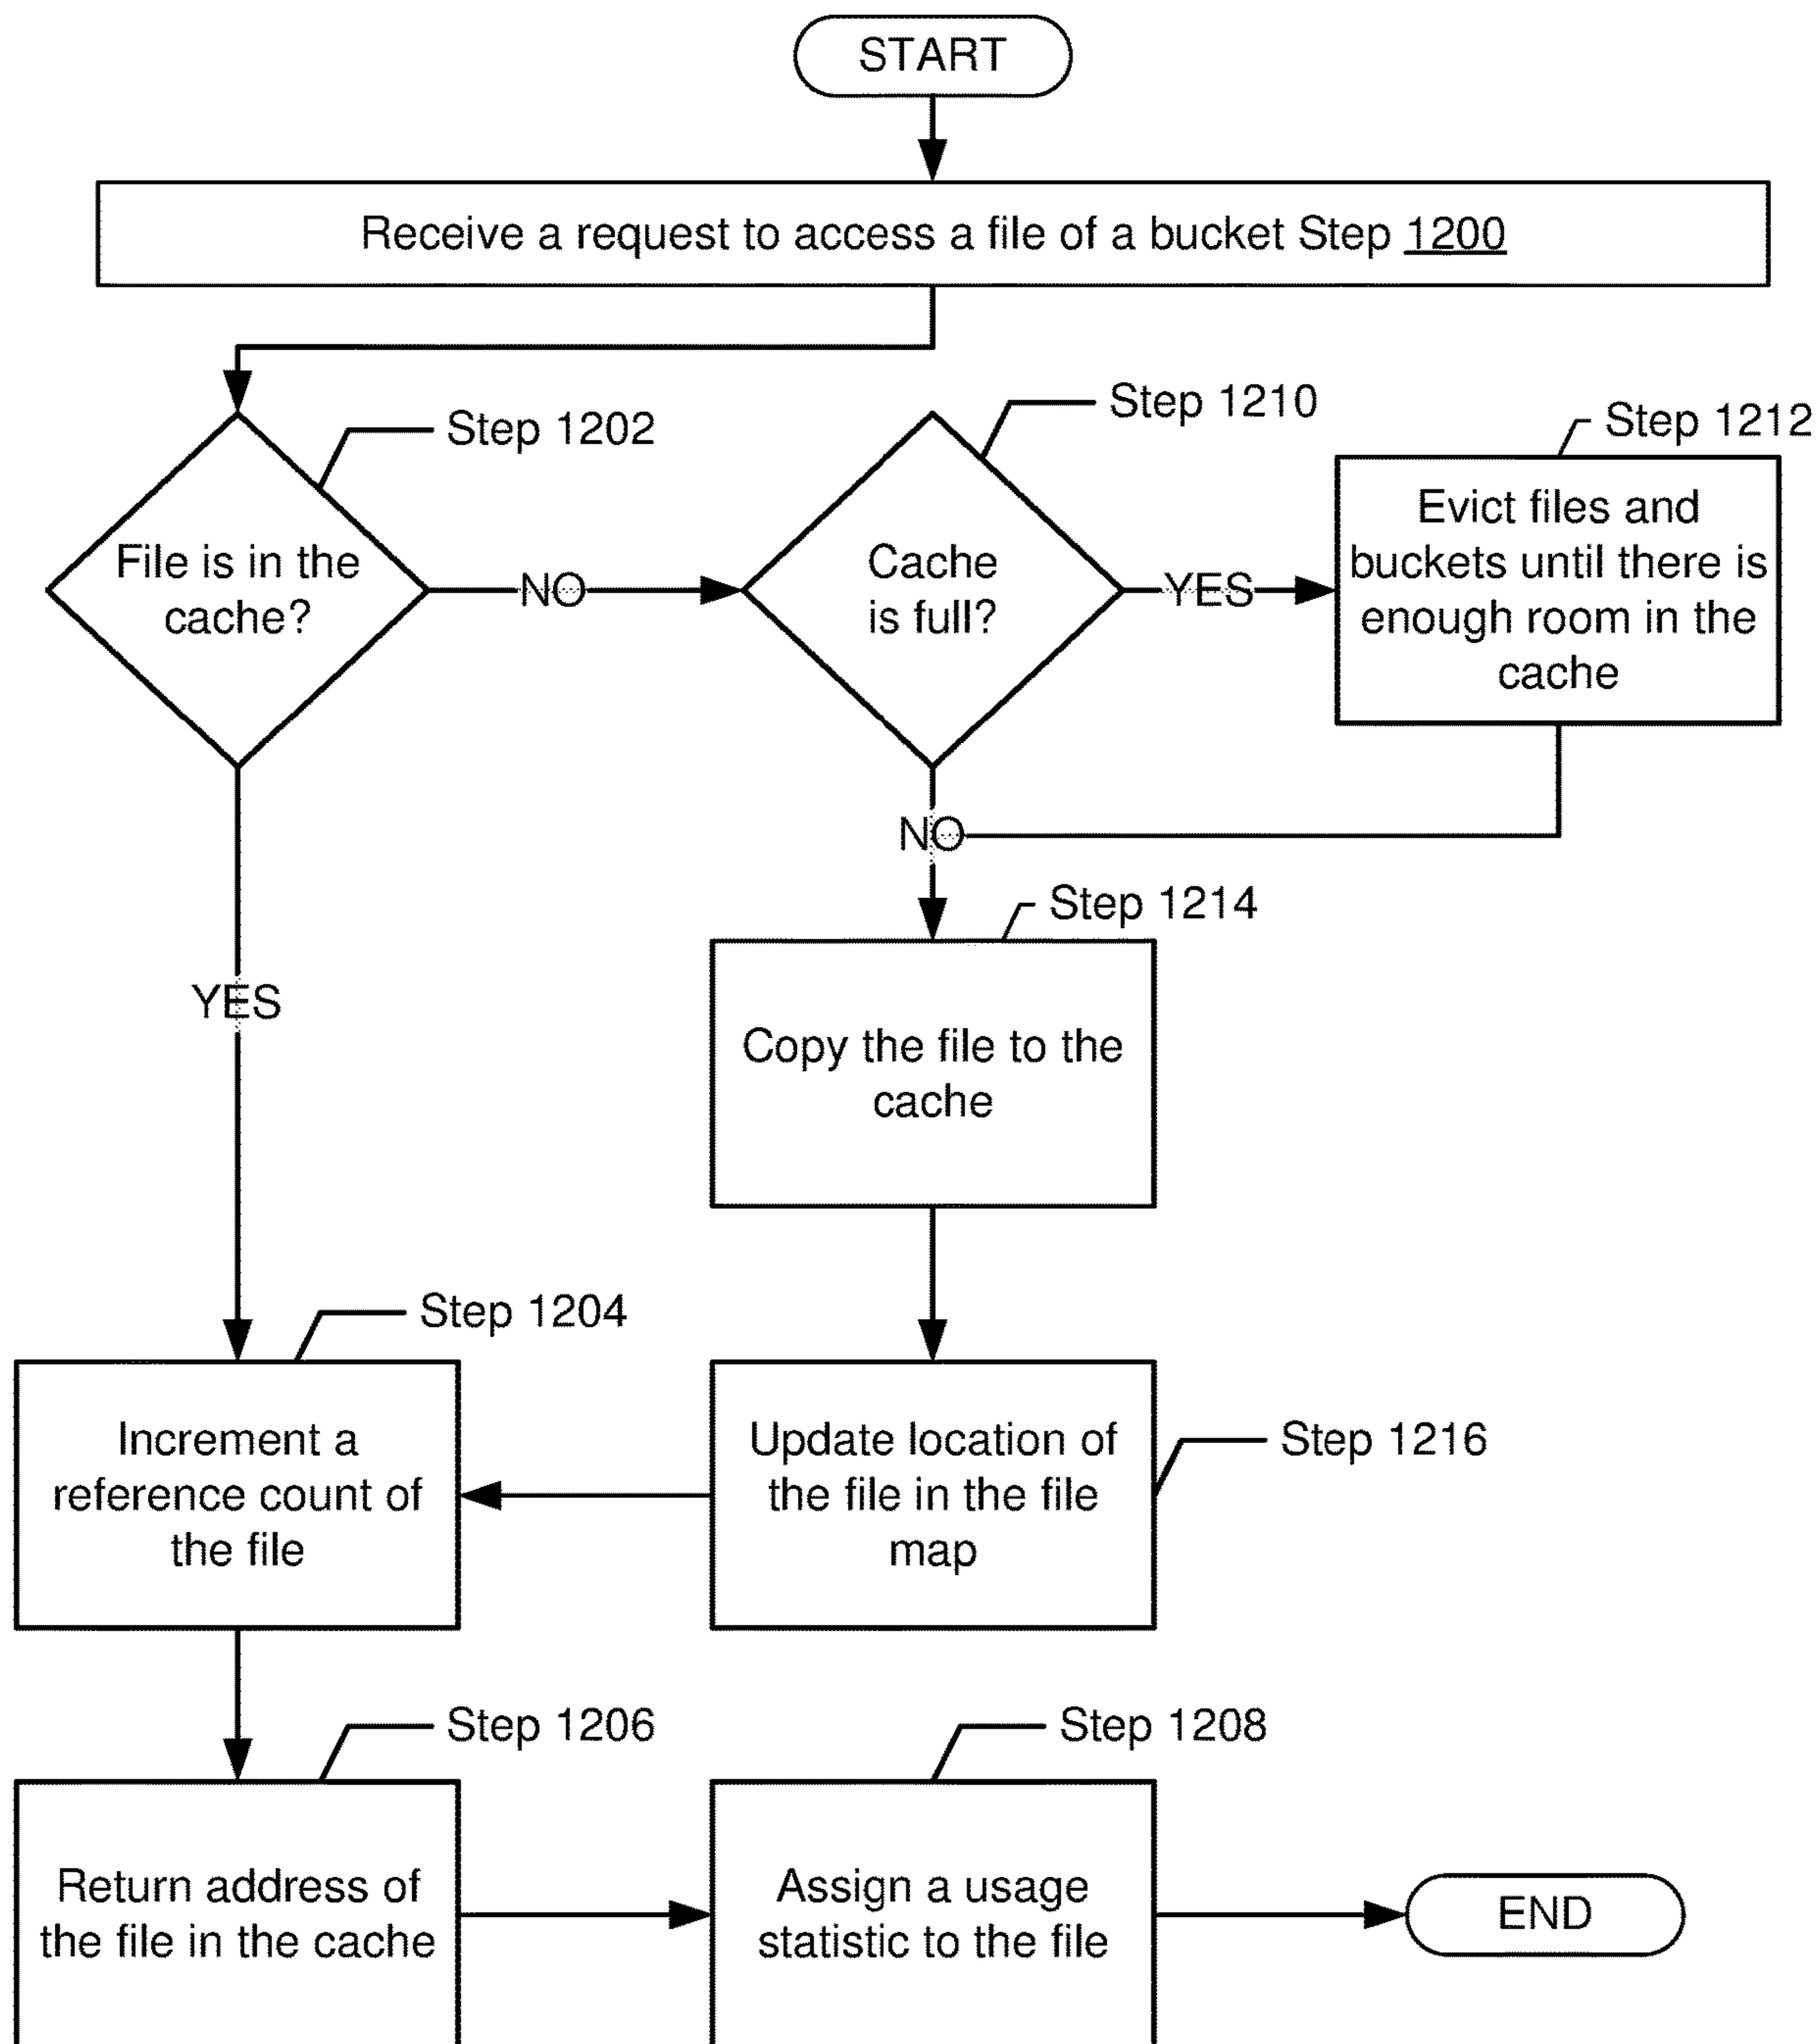 START
Receive a request to access a file of a bucket Step 1200
Step 1202
File is in the
cache?
NO
Step 1210
Cache
is full?
YES
Step 1212
Evict files and
buckets until there is
enough room in the
cache
NO
Step 1214
Copy the file to the
cache
YES
Step 1204
Increment a
reference count of
the file
Update location of
the file in the file
map
Step 1216
Step 1206
Return address of
the file in the cache
Step 1208
Assign a usage
statistic to the file
END